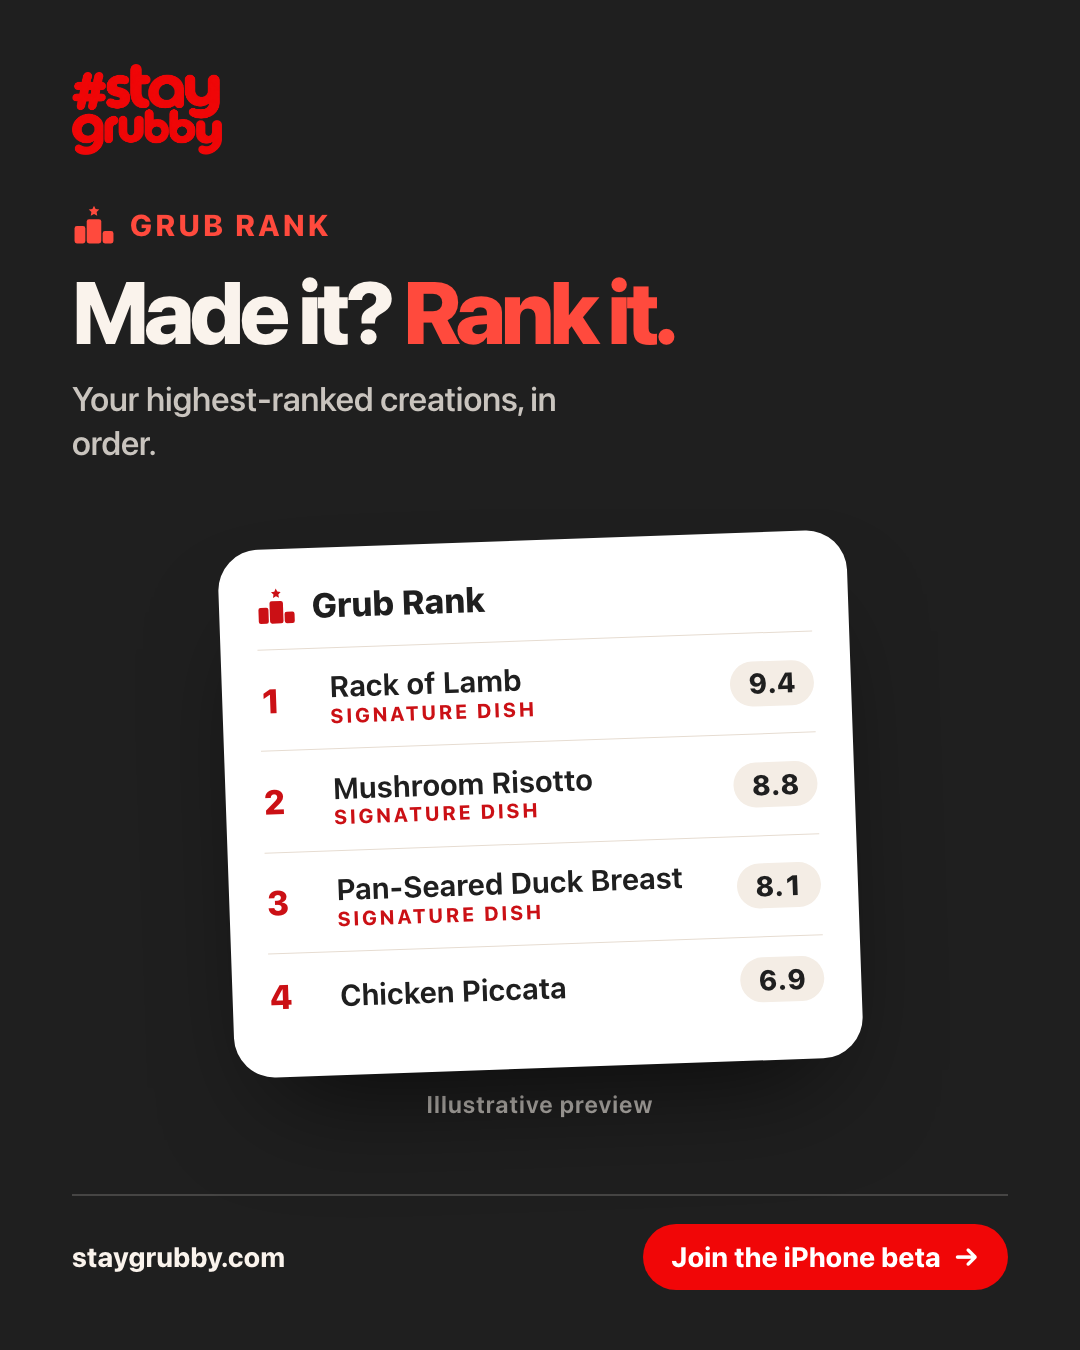 #stay
grubby
GRUB RANK
Made it? Rank it.
Your highest-ranked creations, in
order.
Grub Rank
1 Rack of Lamb 9.4
SIGNATURE DISH
2 Mushroom Risotto 8.8
SIGNATURE DISH
3 Pan-Seared Duck Breast 8.1
SIGNATURE DISH
4 Chicken Piccata 6.9
Illustrative preview
staygrubby.com
Join the iPhone beta →